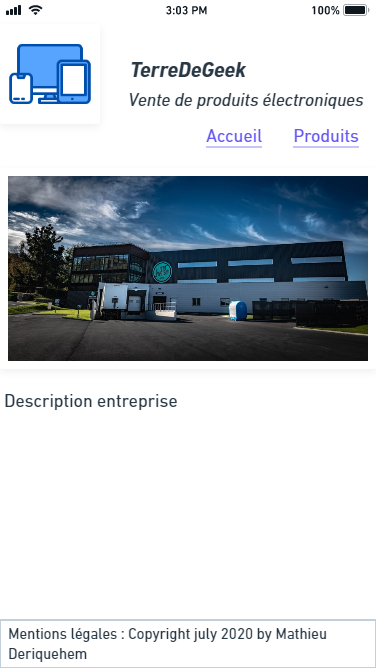 3:03 PM 100%
TerreDeGeek
Vente de produits électroniques
Accueil Produits
Description entreprise
Mentions légales : Copyright july 2020 by Mathieu
Deriquehem